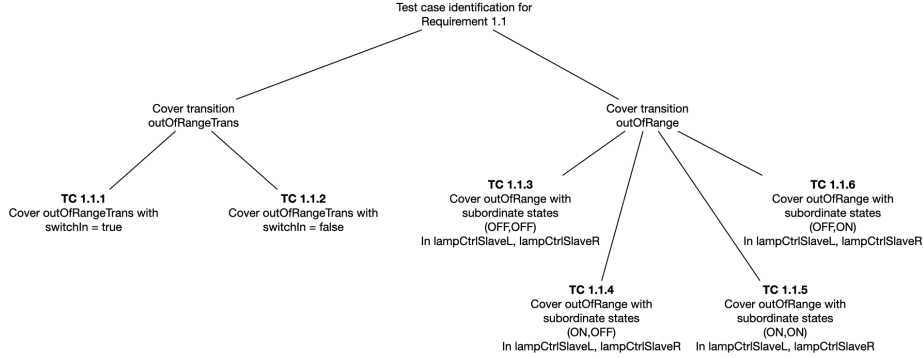 Test case identification for
Requirement 1.1
Cover transition
outOfRangeTrans
Cover transition
outOfRange
TC 1.1.1
Cover outOfRangeTrans with
switchIn = true
TC 1.1.2
Cover outOfRangeTrans with
switchIn = false
TC 1.1.3
Cover outOfRange with
subordinate states
(OFF,OFF)
In lampCtrlSlaveL, lampCtrlSlaveR
TC 1.1.6
Cover outOfRange with
subordinate states
(OFF,ON)
In lampCtrlSlaveL, lampCtrlSlaveR
TC 1.1.4
Cover outOfRange with
subordinate states
(ON,OFF)
In lampCtrlSlaveL, lampCtrlSlaveR
TC 1.1.5
Cover outOfRange with
subordinate states
(ON,ON)
In lampCtrlSlaveL, lampCtrlSlaveR